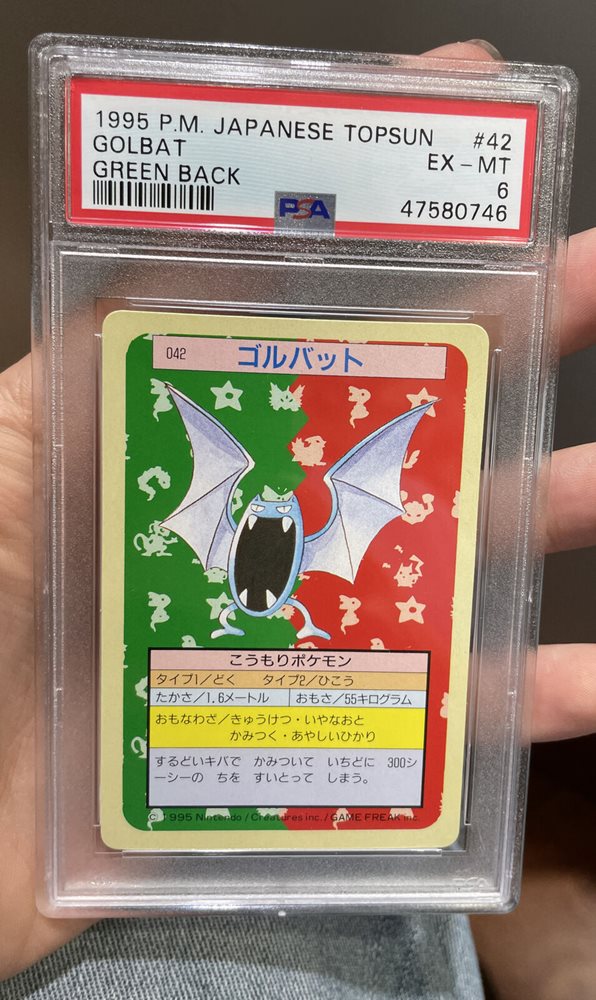 1995 P.M. JAPANESE TOPSUN #42
GOLBAT EX-MT
GREEN BACK 6
PSA 47580746
042 ゴルバット
こうもりポケモン
タイプ1/どく タイプ2/ひこう
たかさ/1.6メートル おもさ/55キログラム
おもなわざ/きゅうけつ・いやなおと
かみつく・あやしいひかり
するどいキバで かみついて いちどに 300シ
ーシーの ちを すいとって しまう。
© 1995 Nintendo/Creatures inc./GAME FREAK inc.